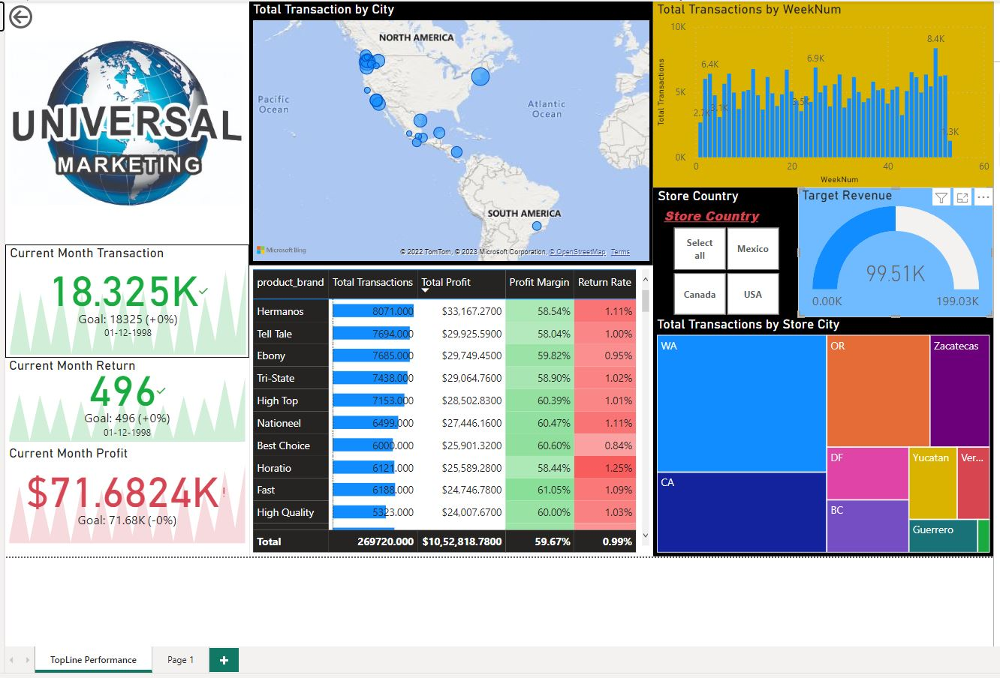 UNIVERSAL
MARKETING
Current Month Transaction
18.325K
Goal: 18325 (+0%)
01-12-1998
Current Month Return
496
Goal: 496 (+0%)
01-12-1998
Current Month Profit
$71.6824K!
Goal: 71.68K (-0%)
Total Transaction by City
NORTH AMERICA
Pacific
Ocean
Atlantic
Ocean
SOUTH AMERICA
Microsoft Bing
© 2022 TomTom, © 2023 Microsoft Corporation, © OpenStreetMap Terms
product_brand Total Transactions Total Profit Profit Margin Return Rate
Hermanos 8071.000 $33,167.2700 58.54% 1.11%
Tell Tale 7694.000 $29,925.5900 58.04% 1.00%
Ebony 7685.000 $29,749.4500 59.82% 0.95%
Tri-State 7438.000 $29,064.7600 58.90% 1.02%
High Top 7153.000 $28,502.8300 60.39% 1.01%
Nationeel 6499.000 $27,446.1600 60.47% 1.11%
Best Choice 6000.000 $25,901.3200 60.60% 0.84%
Horatio 6121.000 $25,589.2800 58.44% 1.25%
Fast 6188.000 $24,746.7800 61.05% 1.09%
High Quality 5323.000 $24,007.6700 60.00% 1.03%
Total 269720.000 $10,52,818.7800 59.67% 0.99%
Total Transactions by WeekNum
Total Transactions
10K
5K
0K
2.7K
6.4K
3.1K
3.5K
6.9K
8.4K
1.3K
0 20 40 60
WeekNum
Store Country
Store Country
Select
all
Mexico
Canada
USA
Target Revenue
99.51K
0.00K 199.03K
Total Transactions by Store City
WA
OR
Zacatecas
CA
DF
Yucatan
Ver...
BC
Guerrero
TopLine Performance
Page 1
+